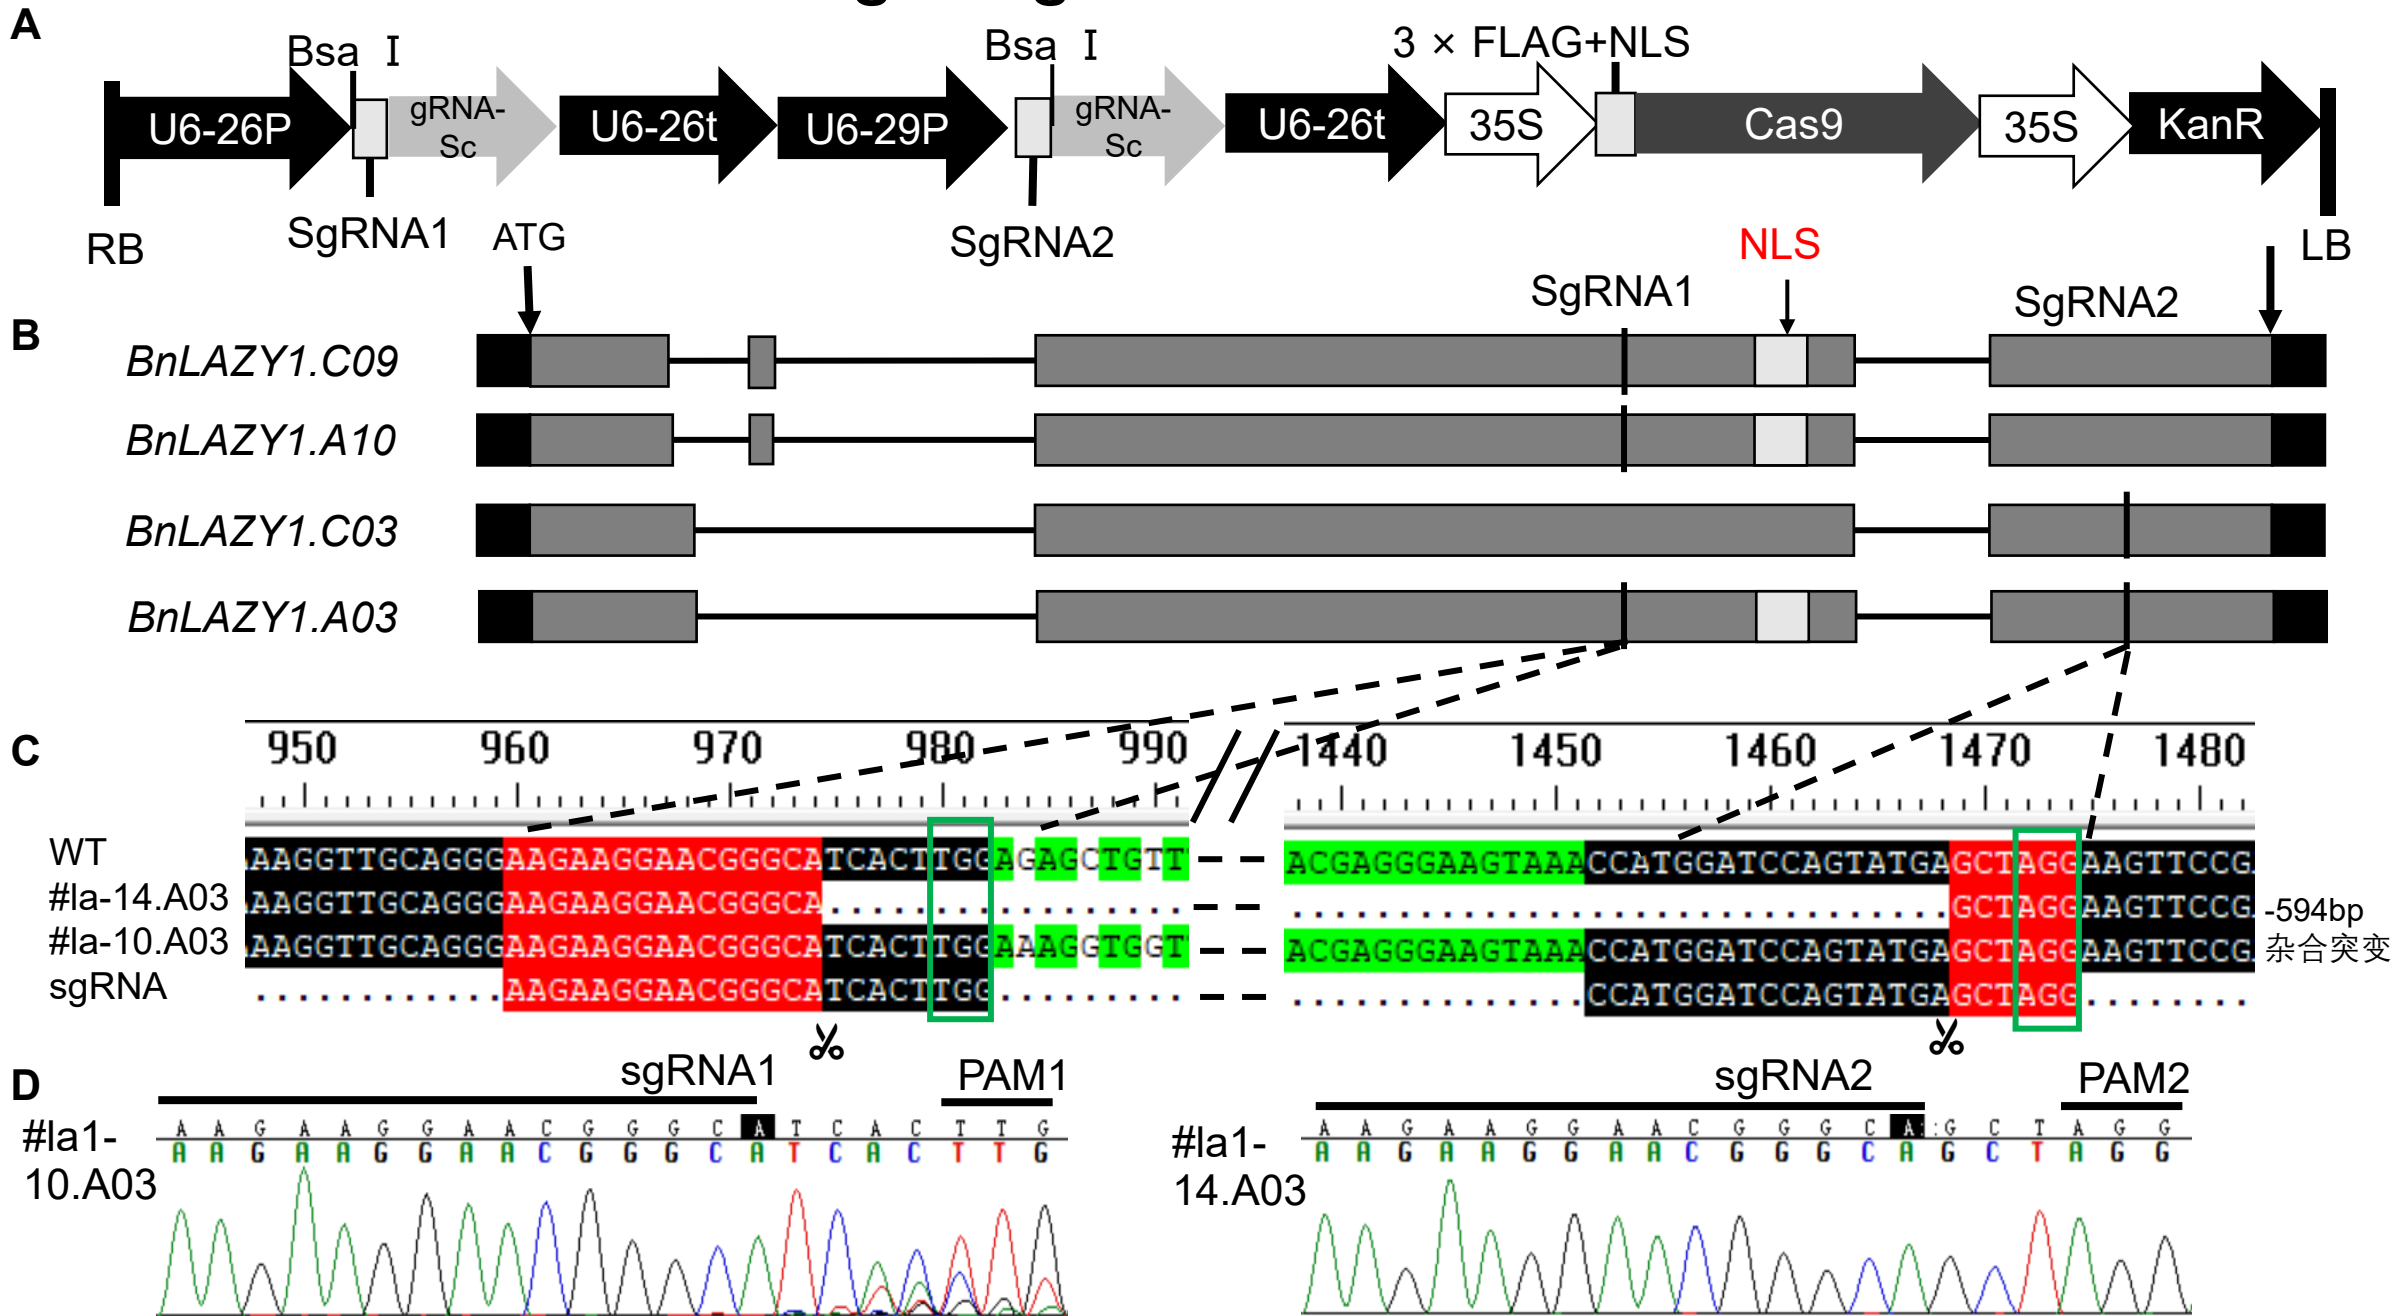 A
Bsa I
Bsa I
3 × FLAG+NLS
U6-26P
gRNA-
Sc
U6-26t
U6-29P
gRNA-
Sc
U6-26t
35S
Cas9
35S
KanR
RB
SgRNA1
ATG
SgRNA2
NLS
LB
SgRNA1
SgRNA2
B
BnLAZY1.C09
BnLAZY1.A10
BnLAZY1.C03
BnLAZY1.A03
C
950 960 970 980 990 1440 1450 1460 1470 1480
WT AAGGTTGCAGGGAAGAAGGAACGGGCATCACTTGGAGAGCTGTT ACGAGGGAAGTAAACCATGGATCCAGTATGAGCTAGGAAGTTCCG
#la-14.A03 AAGGTTGCAGGGAAGAAGGAACGGGCA................. ...............................GCTAGGAAGTTCCG -594bp
#la-10.A03 AAGGTTGCAGGGAAGAAGGAACGGGCATCACTTGGAAAGGTGGT ACGAGGGAAGTAAACCATGGATCCAGTATGAGCTAGGAAGTTCCG 杂合突变
sgRNA ............AAGAAGGAACGGGCATCACTTGG......... ..............CCATGGATCCAGTATGAGCTAGG........
D
sgRNA1 PAM1
sgRNA2 PAM2
#la1-
10.A03
A A G A A G G A A C G G G C A T C A C T T G
A A G A A G G A A C G G G C A T C A C T T G
#la1-
14.A03
A A G A A G G A A C G G G C A G C T A G G
A A G A A G G A A C G G G C A G C T A G G